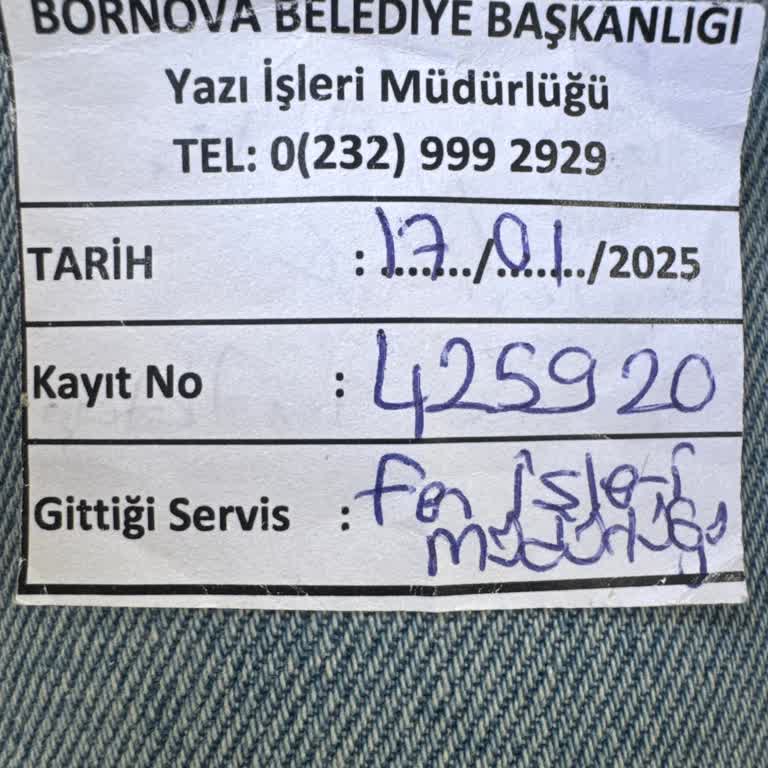 BORNOVA BELEDİYE BAŞKANLIĞI
Yazı İşleri Müdürlüğü
TEL: 0(232) 999 2929
TARİH : 17/01/2025
Kayıt No : 425920
Gittiği Servis : Fen İşleri
Müdürlüğü